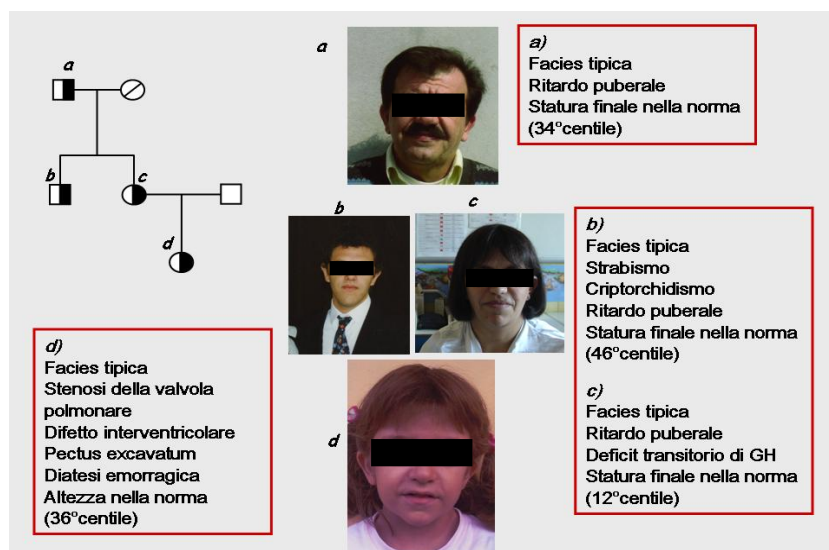 a
a
a)
Facies tipica
Ritardo puberale
Statura finale nella norma
(34°centile)
b
c
d
b
c
b)
Facies tipica
Strabismo
Criptorchidismo
Ritardo puberale
Statura finale nella norma
(46°centile)
c)
Facies tipica
Ritardo puberale
Deficit transitorio di GH
Statura finale nella norma
(12°centile)
d)
Facies tipica
Stenosi della valvola
polmonare
Difetto interventricolare
Pectus excavatum
Diatesi emorragica
Altezza nella norma
(36°centile)
d